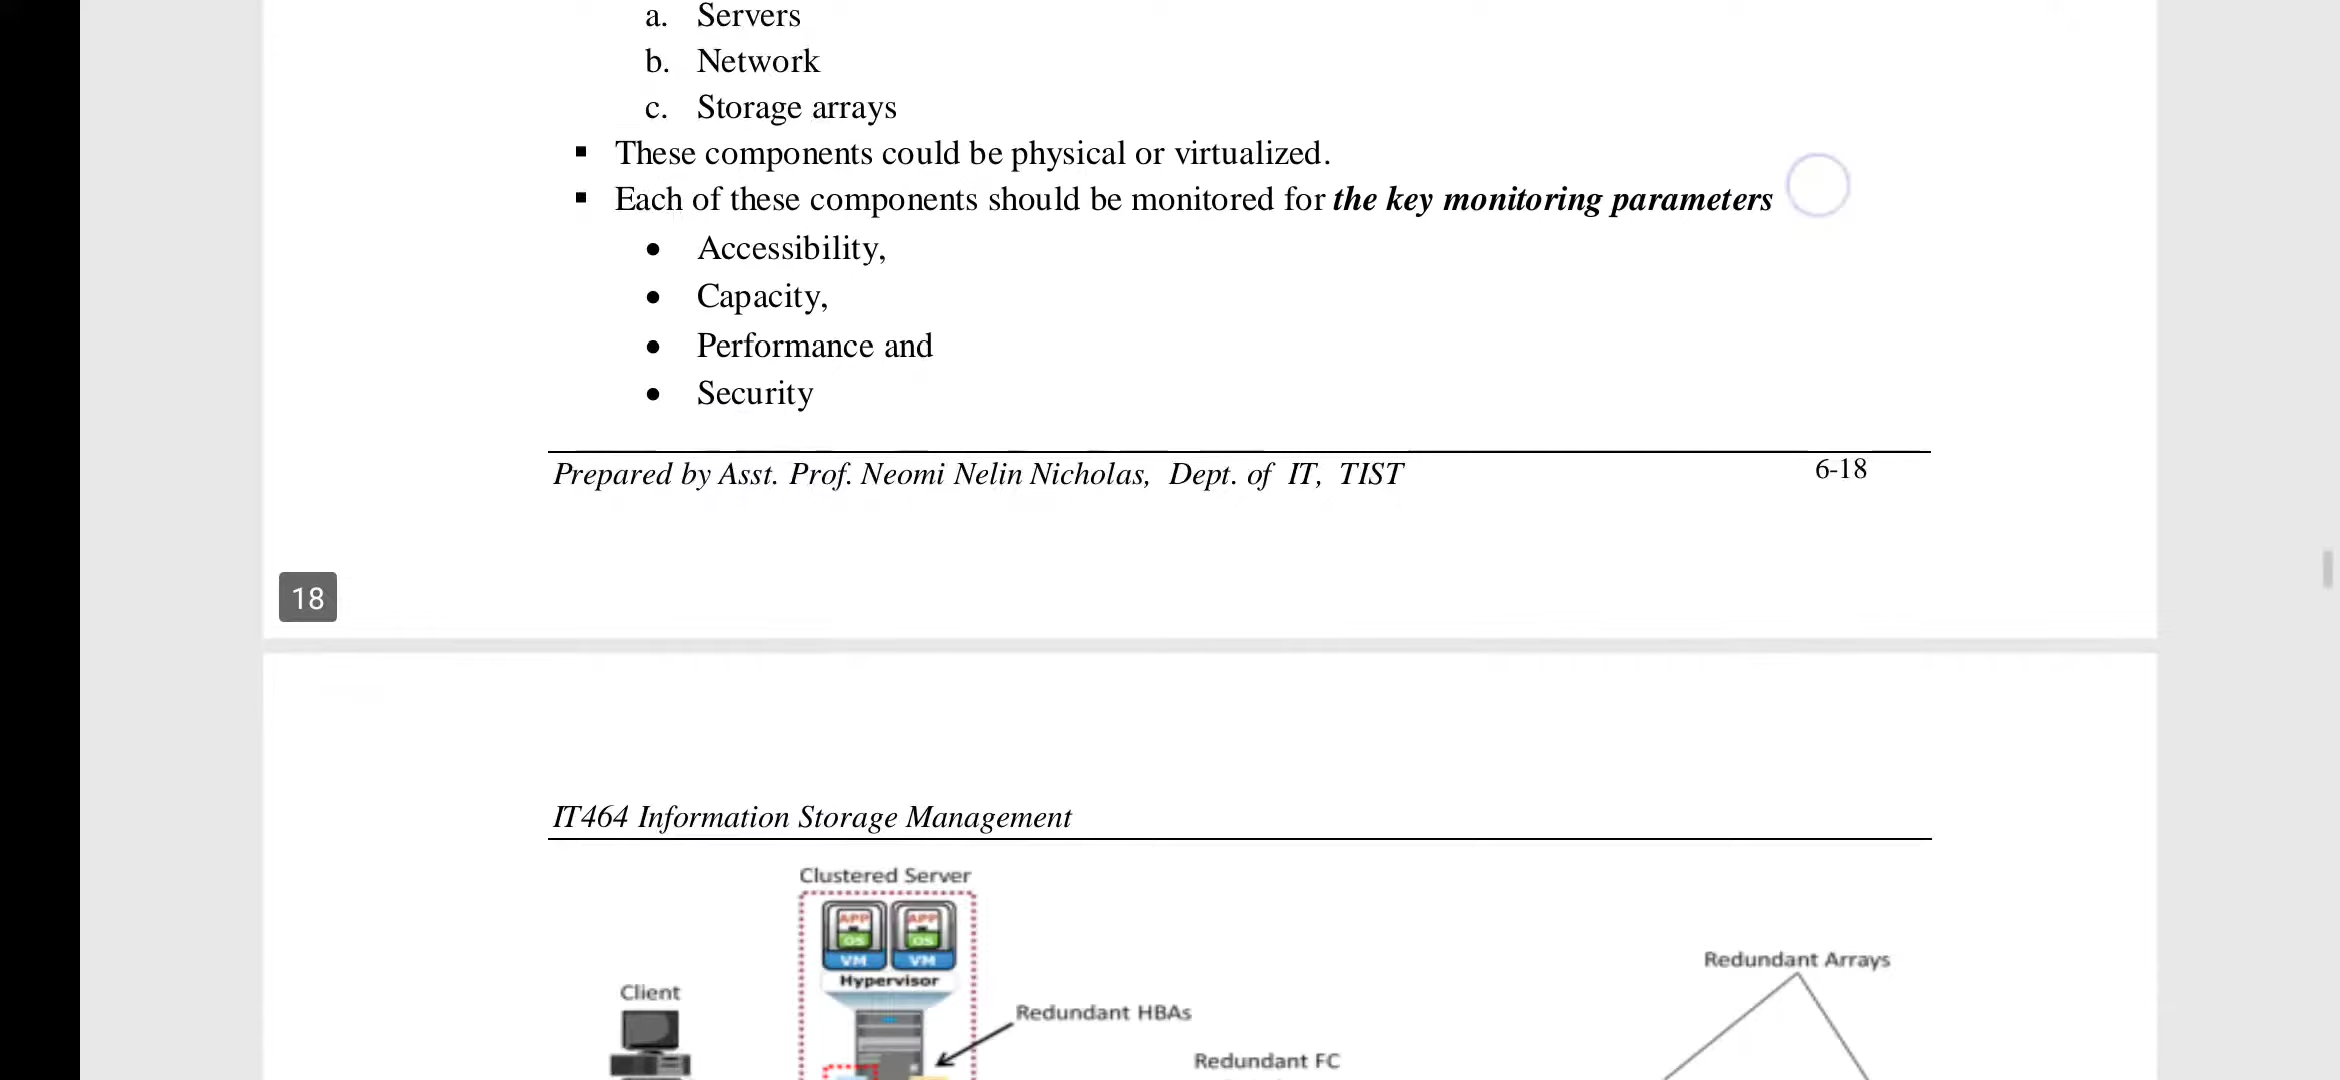 a. Servers
b. Network
c. Storage arrays
▪ These components could be physical or virtualized.
▪ Each of these components should be monitored for the key monitoring parameters
• Accessibility,
• Capacity,
• Performance and
• Security
Prepared by Asst. Prof. Neomi Nelin Nicholas, Dept. of IT, TIST
6-18
18
IT464 Information Storage Management
Clustered Server
APP APP
OS OS
VM VM
Hypervisor
Redundant Arrays
Client
Redundant HBAs
Redundant FC